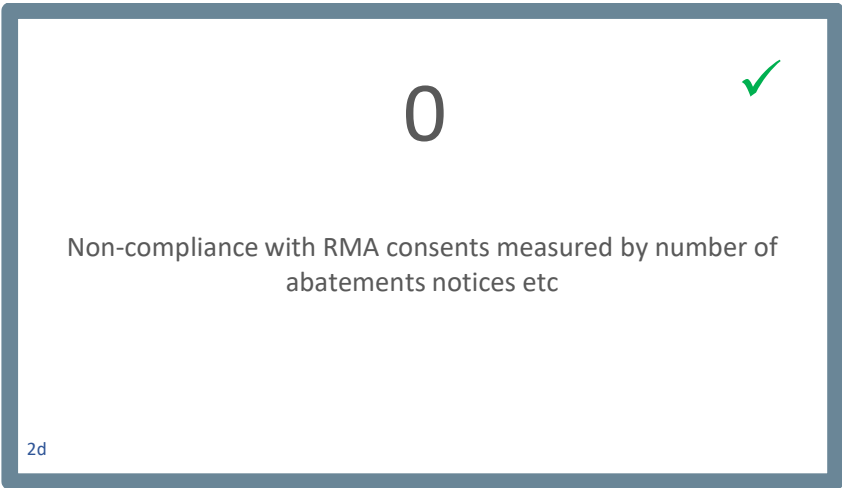 0
Non-compliance with RMA consents measured by number of
abatements notices etc
2d